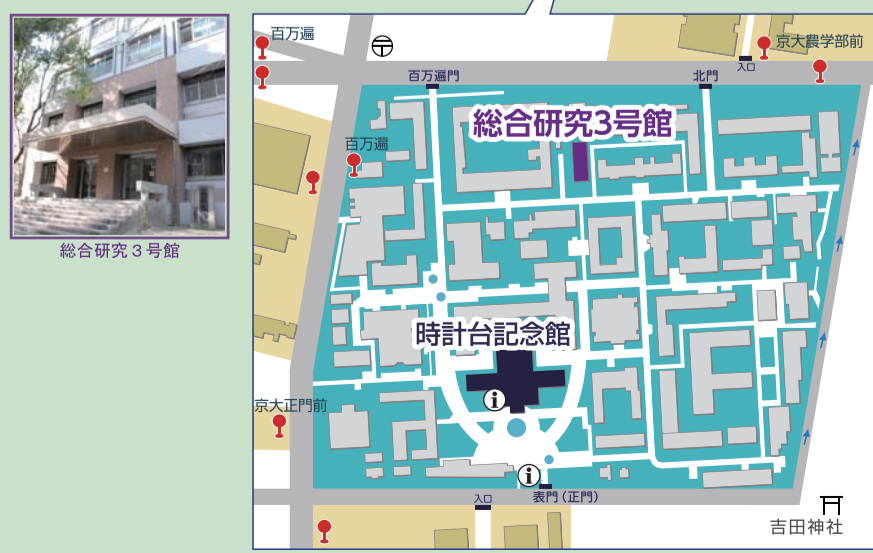 総合研究３号館
百万遍
京大農学部前
入口
百万遍門
北門
総合研究3号館
百万遍
時計台記念館
京大正門前
i
i
入口
表門（正門）
吉田神社